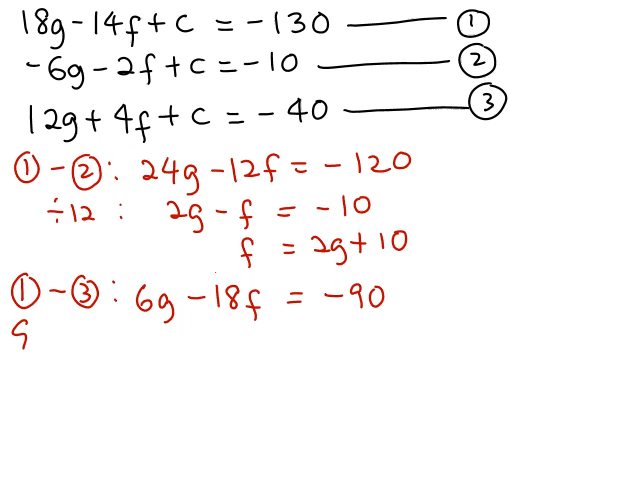 18g - 14f + c = -130 ——— ①
-6g - 2f + c = -10 ——— ②
12g + 4f + c = -40 ——— ③
① - ② : 24g - 12f = -120
÷12 : 2g - f = -10
f = 2g + 10
① - ③ : 6g - 18f = -90